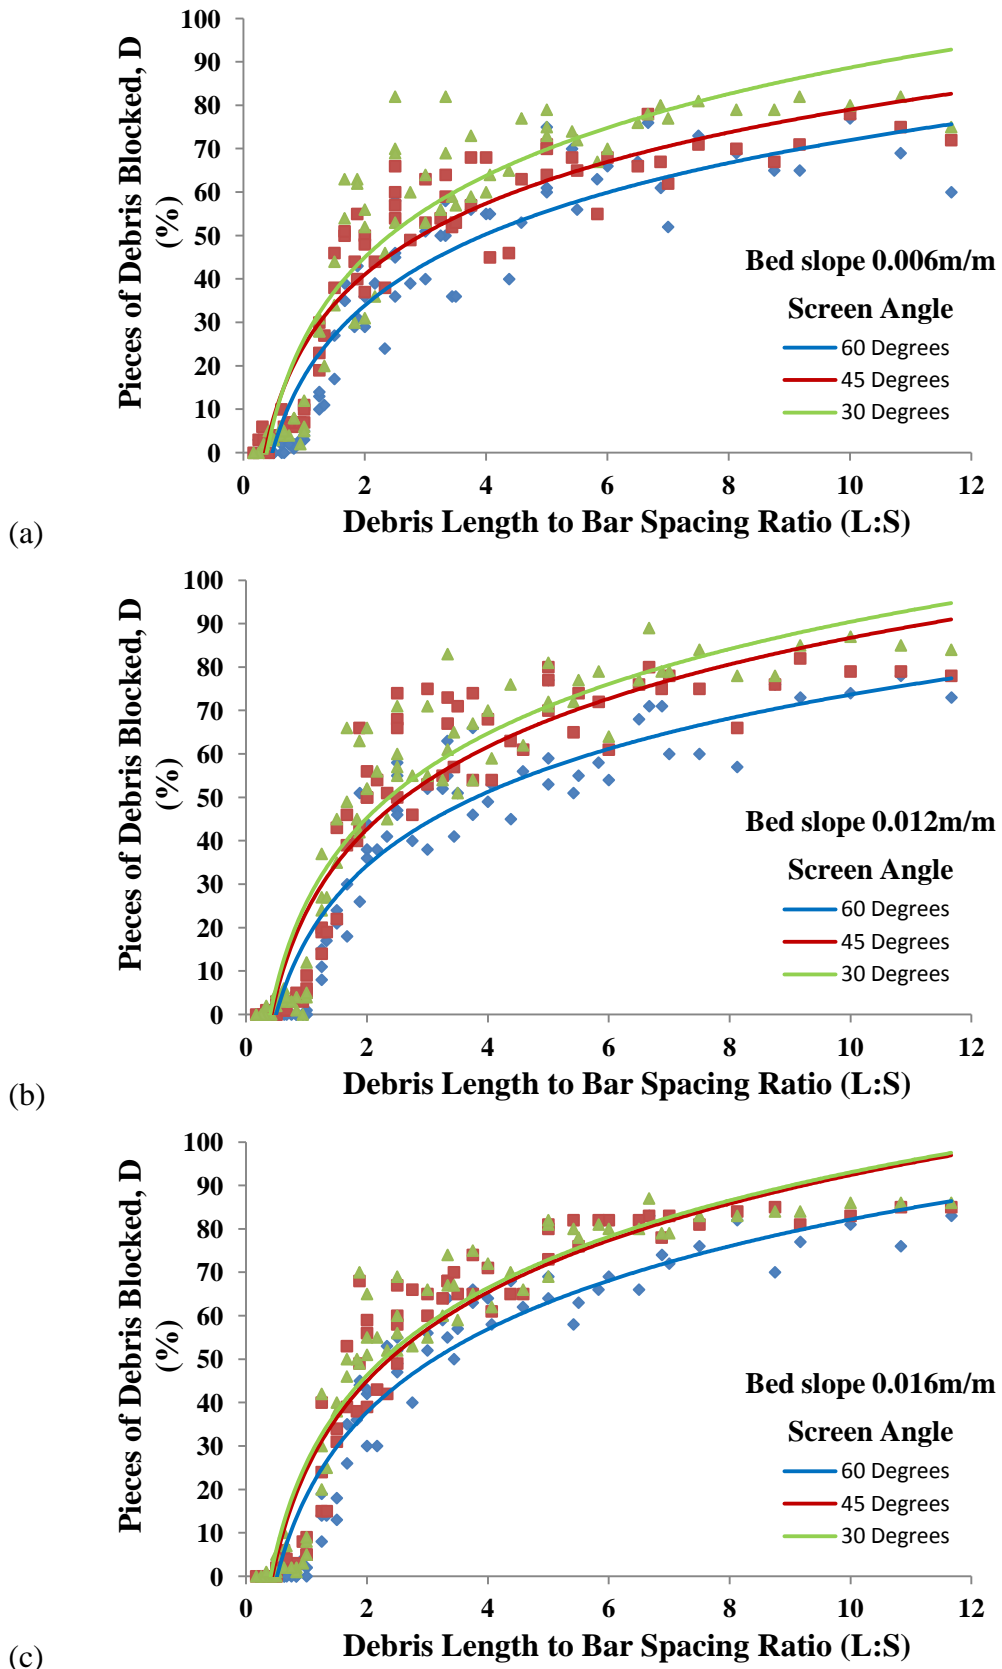 100
90
80
70
60
50
40
30
20
10
0
Pieces of Debris Blocked, D
(%)
Bed slope 0.006m/m
Screen Angle
60 Degrees
45 Degrees
30 Degrees
0 2 4 6 8 10 12
Debris Length to Bar Spacing Ratio (L:S)
(a)
100
90
80
70
60
50
40
30
20
10
0
Pieces of Debris Blocked, D
(%)
Bed slope 0.012m/m
Screen Angle
60 Degrees
45 Degrees
30 Degrees
0 2 4 6 8 10 12
Debris Length to Bar Spacing Ratio (L:S)
(b)
100
90
80
70
60
50
40
30
20
10
0
Pieces of Debris Blocked, D
(%)
Bed slope 0.016m/m
Screen Angle
60 Degrees
45 Degrees
30 Degrees
0 2 4 6 8 10 12
Debris Length to Bar Spacing Ratio (L:S)
(c)